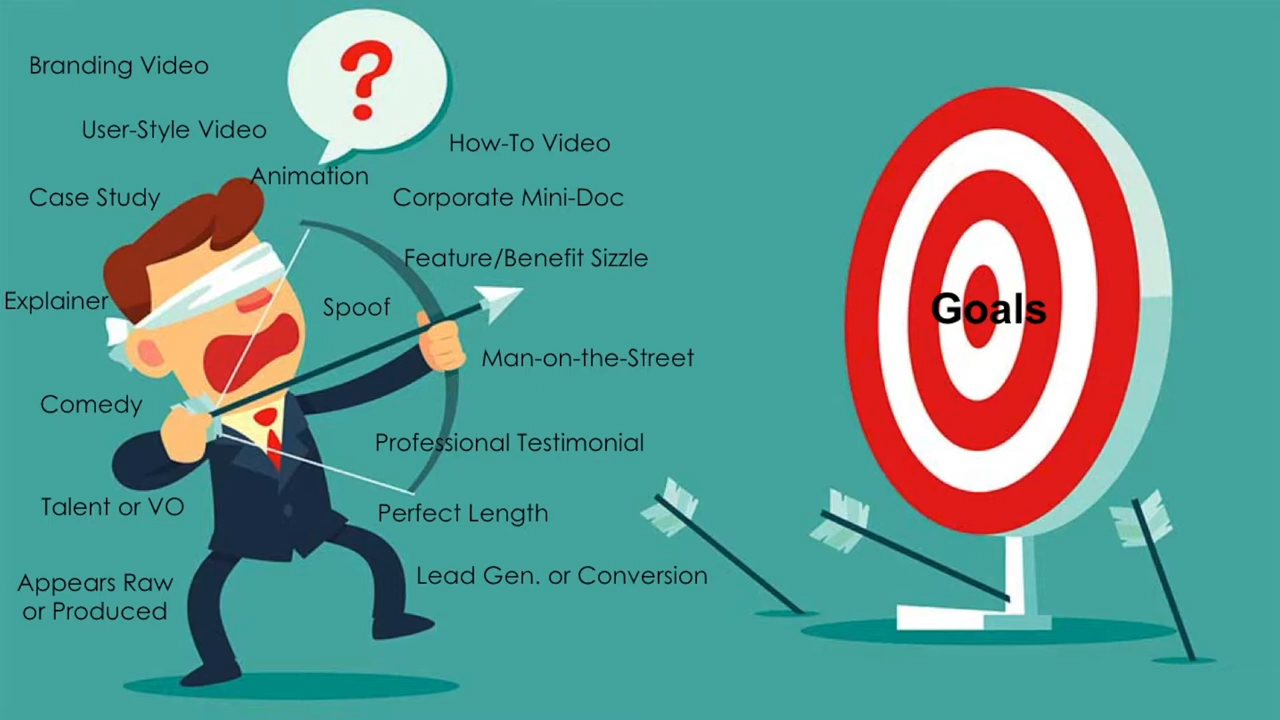 Branding Video
?
User-Style Video
How-To Video
Animation
Case Study
Corporate Mini-Doc
Feature/Benefit Sizzle
Explainer
Spoof
Goals
Man-on-the-Street
Comedy
Professional Testimonial
Talent or VO
Perfect Length
Lead Gen. or Conversion
Appears Raw
or Produced